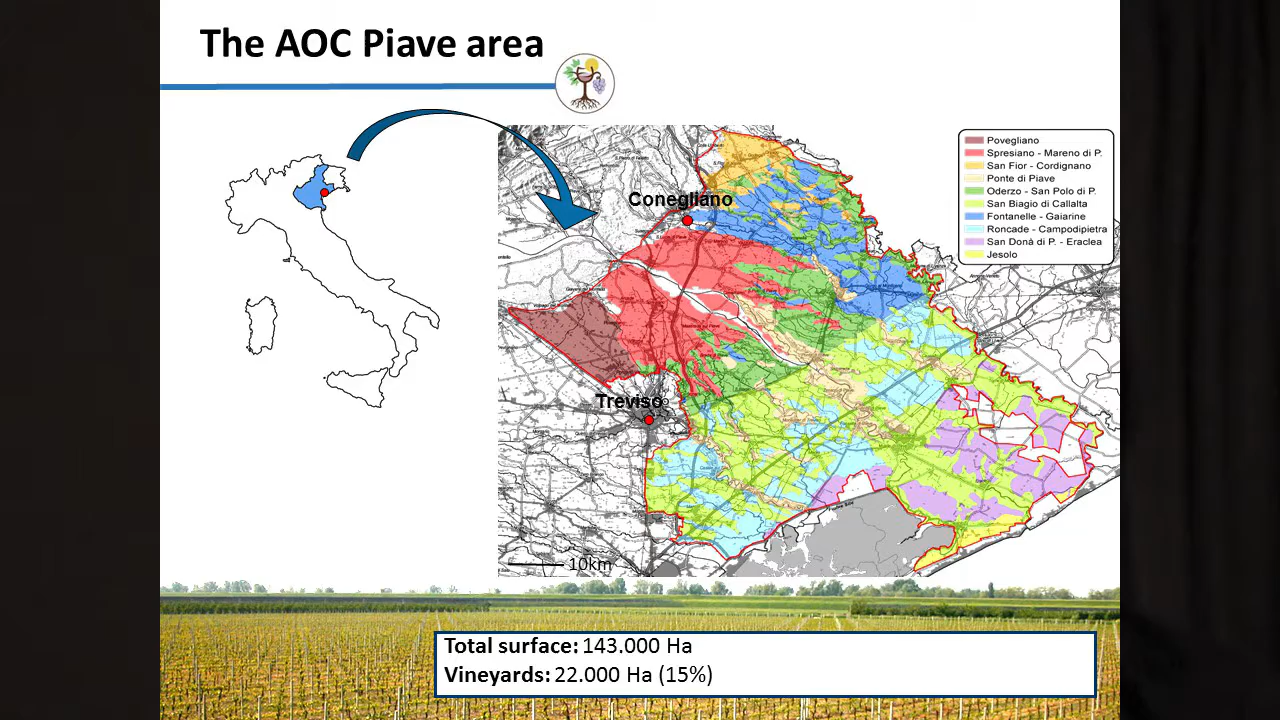 The AOC Piave area
Povegliano
Spresiano - Mareno di P.
San Fior - Cordignano
Ponte di Piave
Oderzo - San Polo di P.
San Biagio di Callalta
Fontanelle - Gaiarine
Roncade - Campodipietra
San Donà di P. - Eraclea
Jesolo
Conegliano
Treviso
10km
Total surface: 143.000 Ha
Vineyards: 22.000 Ha (15%)